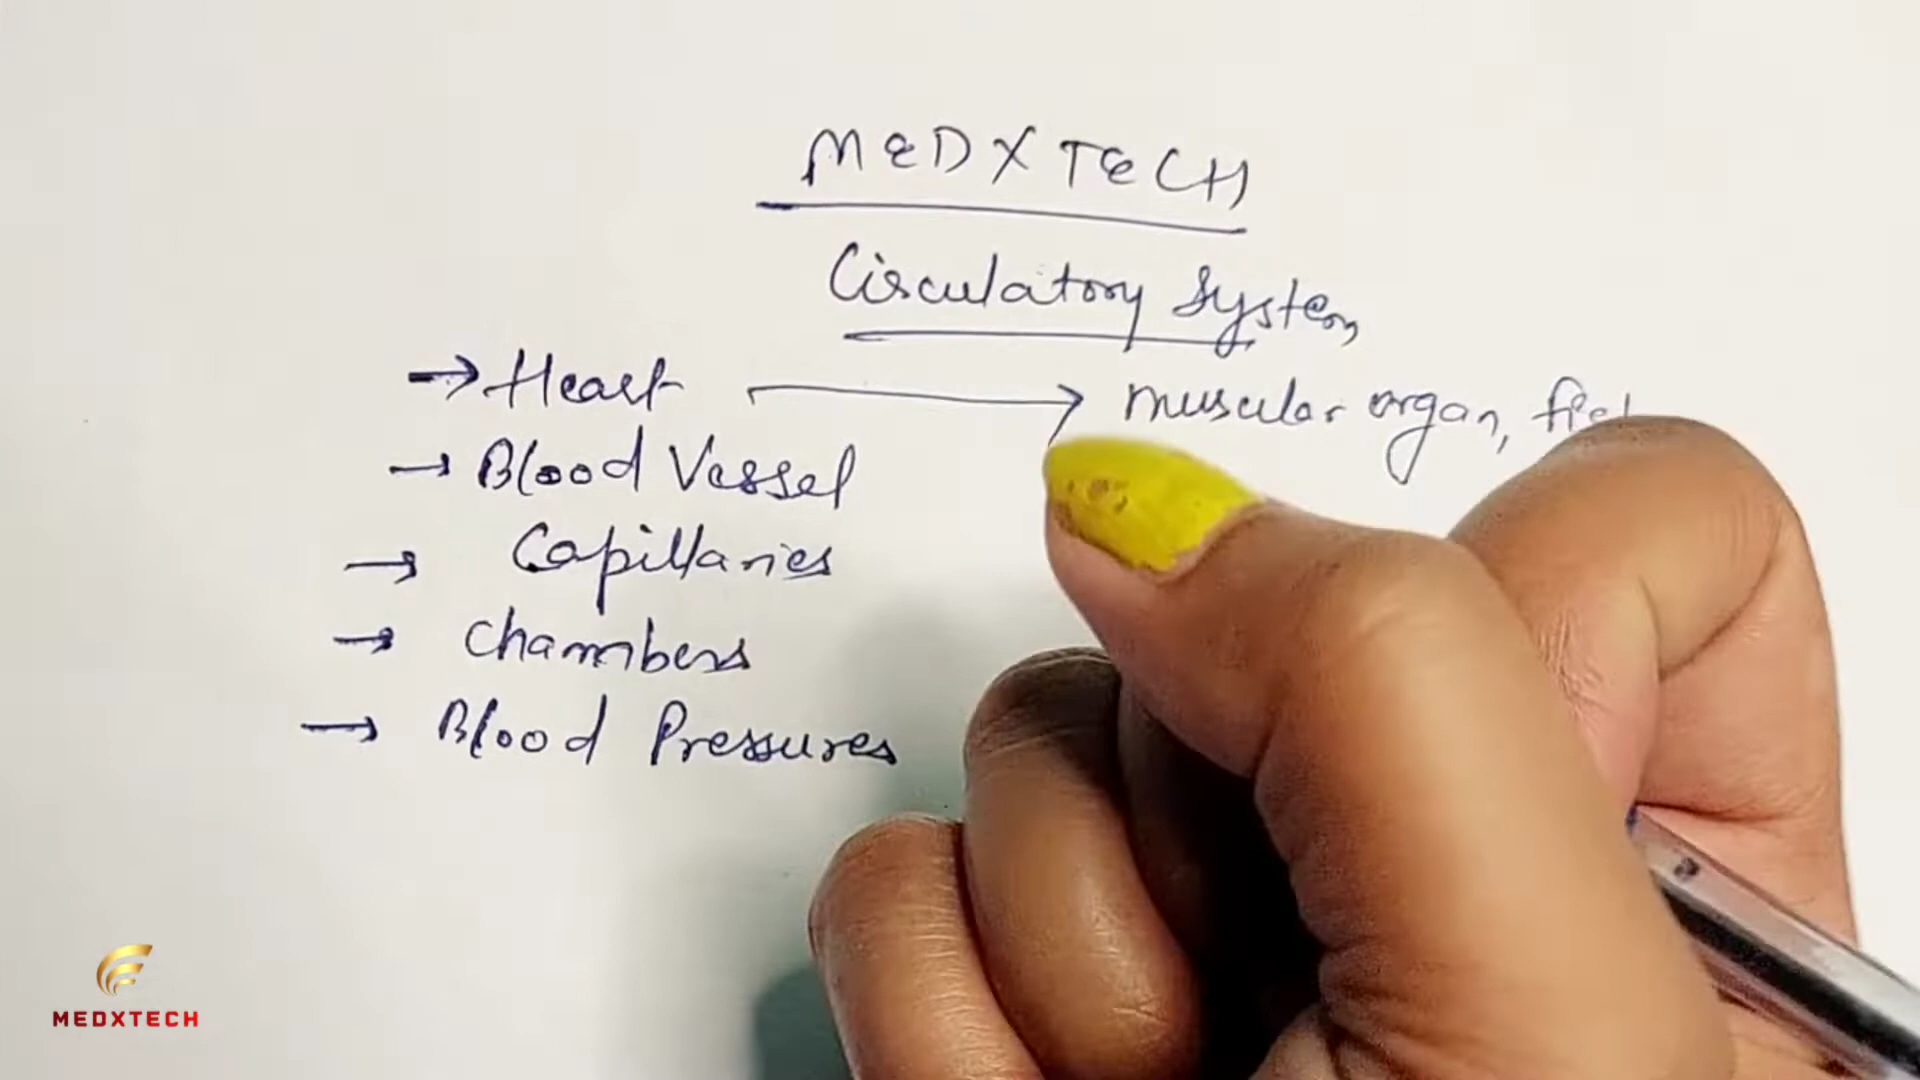 MEDXTECH
Circulatory System
→ Heart → muscular organ,
→ Blood Vessel
→ Capillaries
→ Chambers
→ Blood Pressures
MEDXTECH